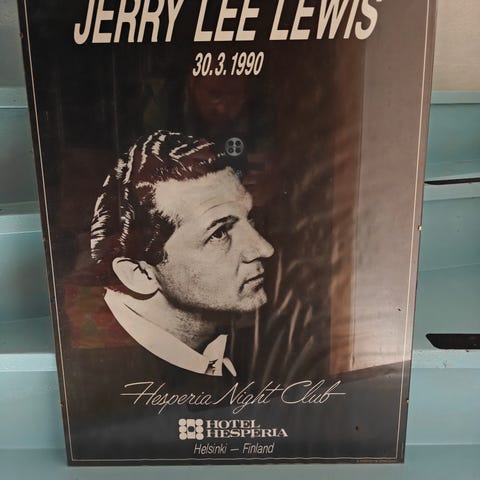 JERRY LEE LEWIS
30.3.1990
Hesperia Night Club
HOTEL
HESPERIA
Helsinki — Finland